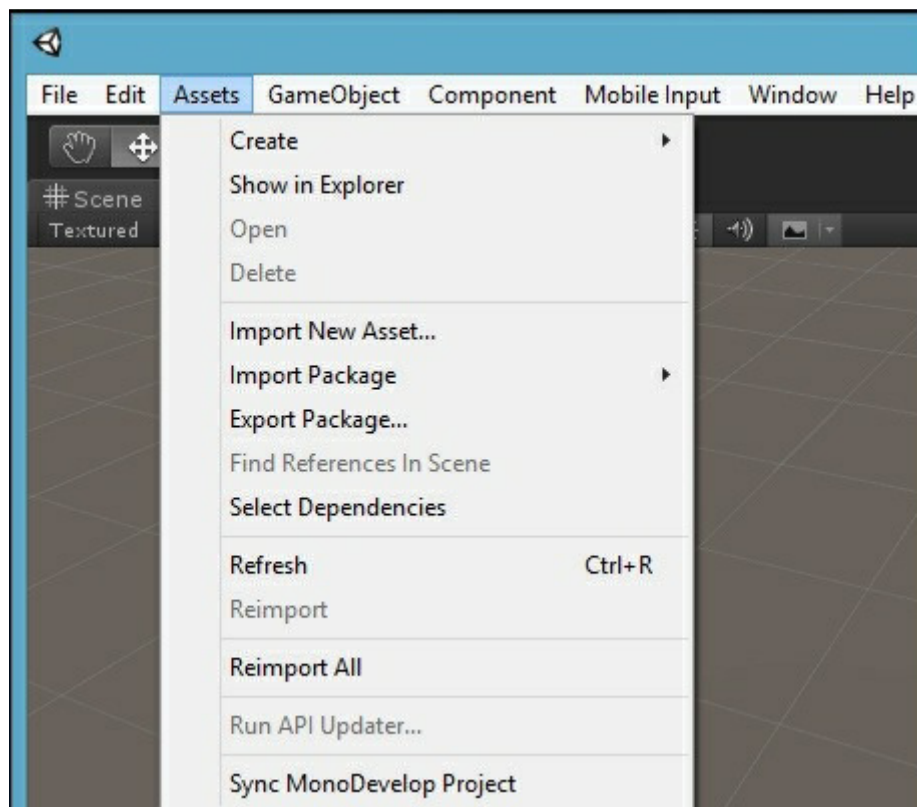 File Edit Assets GameObject Component Mobile Input Window Help
Create
Show in Explorer
Scene
Open
Textured
Delete
Import New Asset...
Import Package
Export Package...
Find References In Scene
Select Dependencies
Refresh Ctrl+R
Reimport
Reimport All
Run API Updater...
Sync MonoDevelop Project